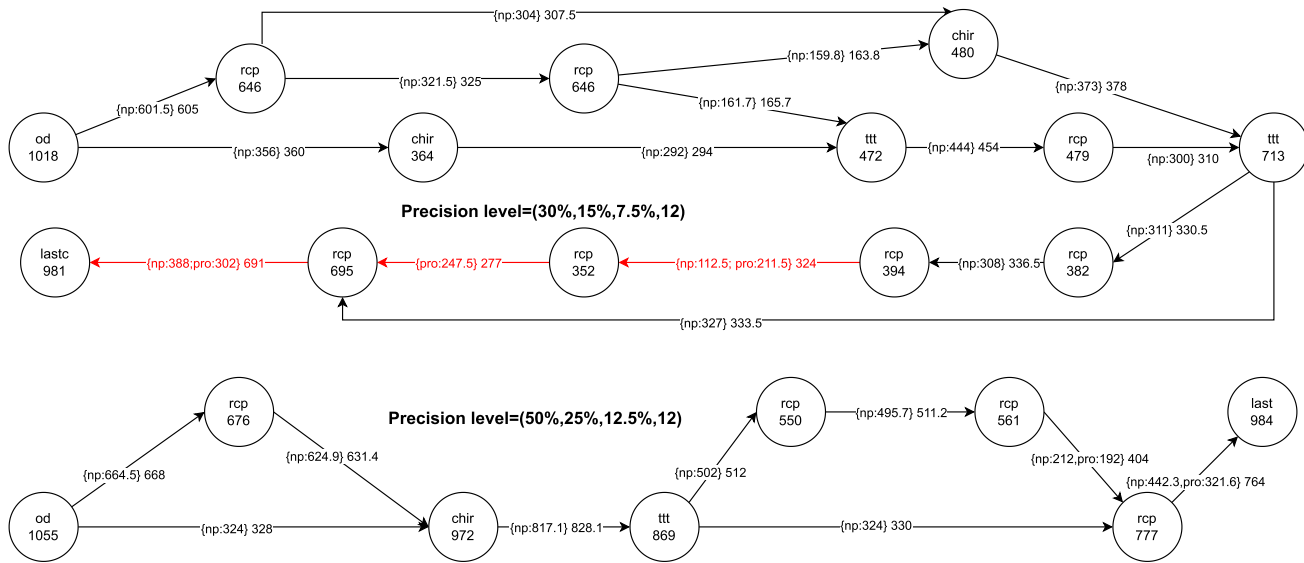 {np:304} 307.5
chir
480
rcp
646
{np:321.5} 325
rcp
646
{np:159.8} 163.8
{np:373} 378
{np:601.5} 605
{np:161.7} 165.7
od
1018
{np:356} 360
chir
364
{np:292} 294
ttt
472
{np:444} 454
rcp
479
{np:300} 310
ttt
713
Precision level=(30%,15%,7.5%,12)
{np:311} 330.5
lastc
981
{np:388;pro:302} 691
rcp
695
{pro:247.5} 277
rcp
352
{np:112.5; pro:211.5} 324
rcp
394
{np:308} 336.5
rcp
382
{np:327} 333.5
rcp
676
Precision level=(50%,25%,12.5%,12)
rcp
550
{np:495.7} 511.2
rcp
561
last
984
{np:664.5} 668
{np:624.9} 631.4
{np:502} 512
{np:212,pro:192} 404
{np:442.3,pro:321.6} 764
od
1055
{np:324} 328
chir
972
{np:817.1} 828.1
ttt
869
{np:324} 330
rcp
777